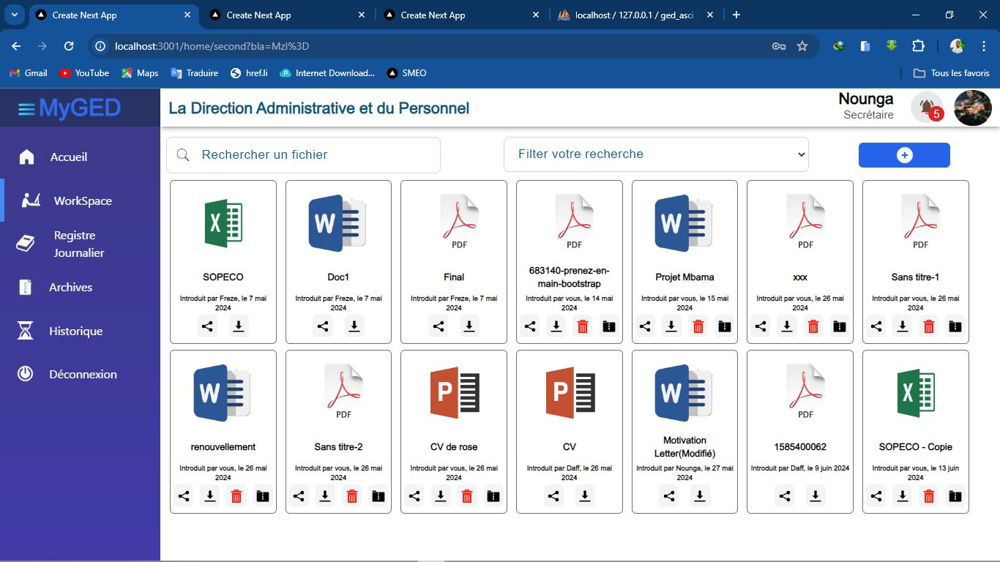 Create Next App
Create Next App
Create Next App
localhost / 127.0.0.1 / ged_asci
localhost:3001/home/second?bla=MzI%3D
Gmail
YouTube
Maps
Traduire
href.li
Internet Download...
SMEO
Tous les favoris
MyGED
La Direction Administrative et du Personnel
Nounga
Secrétaire
5
Accueil
WorkSpace
Registre
Journalier
Archives
Historique
Déconnexion
Rechercher un fichier
Filter votre recherche
X
SOPECO
Introduit par Freze, le 7 mai
2024
W
Doc1
Introduit par Freze, le 7 mai
2024
PDF
Final
Introduit par Freze, le 7 mai
2024
PDF
683140-prenez-en-
main-bootstrap
Introduit par vous, le 14 mai
2024
W
Projet Mbama
Introduit par vous, le 15 mai
2024
PDF
xxx
Introduit par vous, le 26 mai
2024
PDF
Sans titre-1
Introduit par vous, le 26 mai
2024
W
renouvellement
Introduit par vous, le 26 mai
2024
PDF
Sans titre-2
Introduit par vous, le 26 mai
2024
P
CV de rose
Introduit par vous, le 26 mai
2024
P
CV
Introduit par Daff, le 26 mai
2024
W
Motivation
Letter(Modifié)
Introduit par Nounga, le 27 mai
2024
PDF
1585400062
Introduit par Daff, le 9 juin 2024
X
SOPECO - Copie
Introduit par vous, le 13 juin
2024